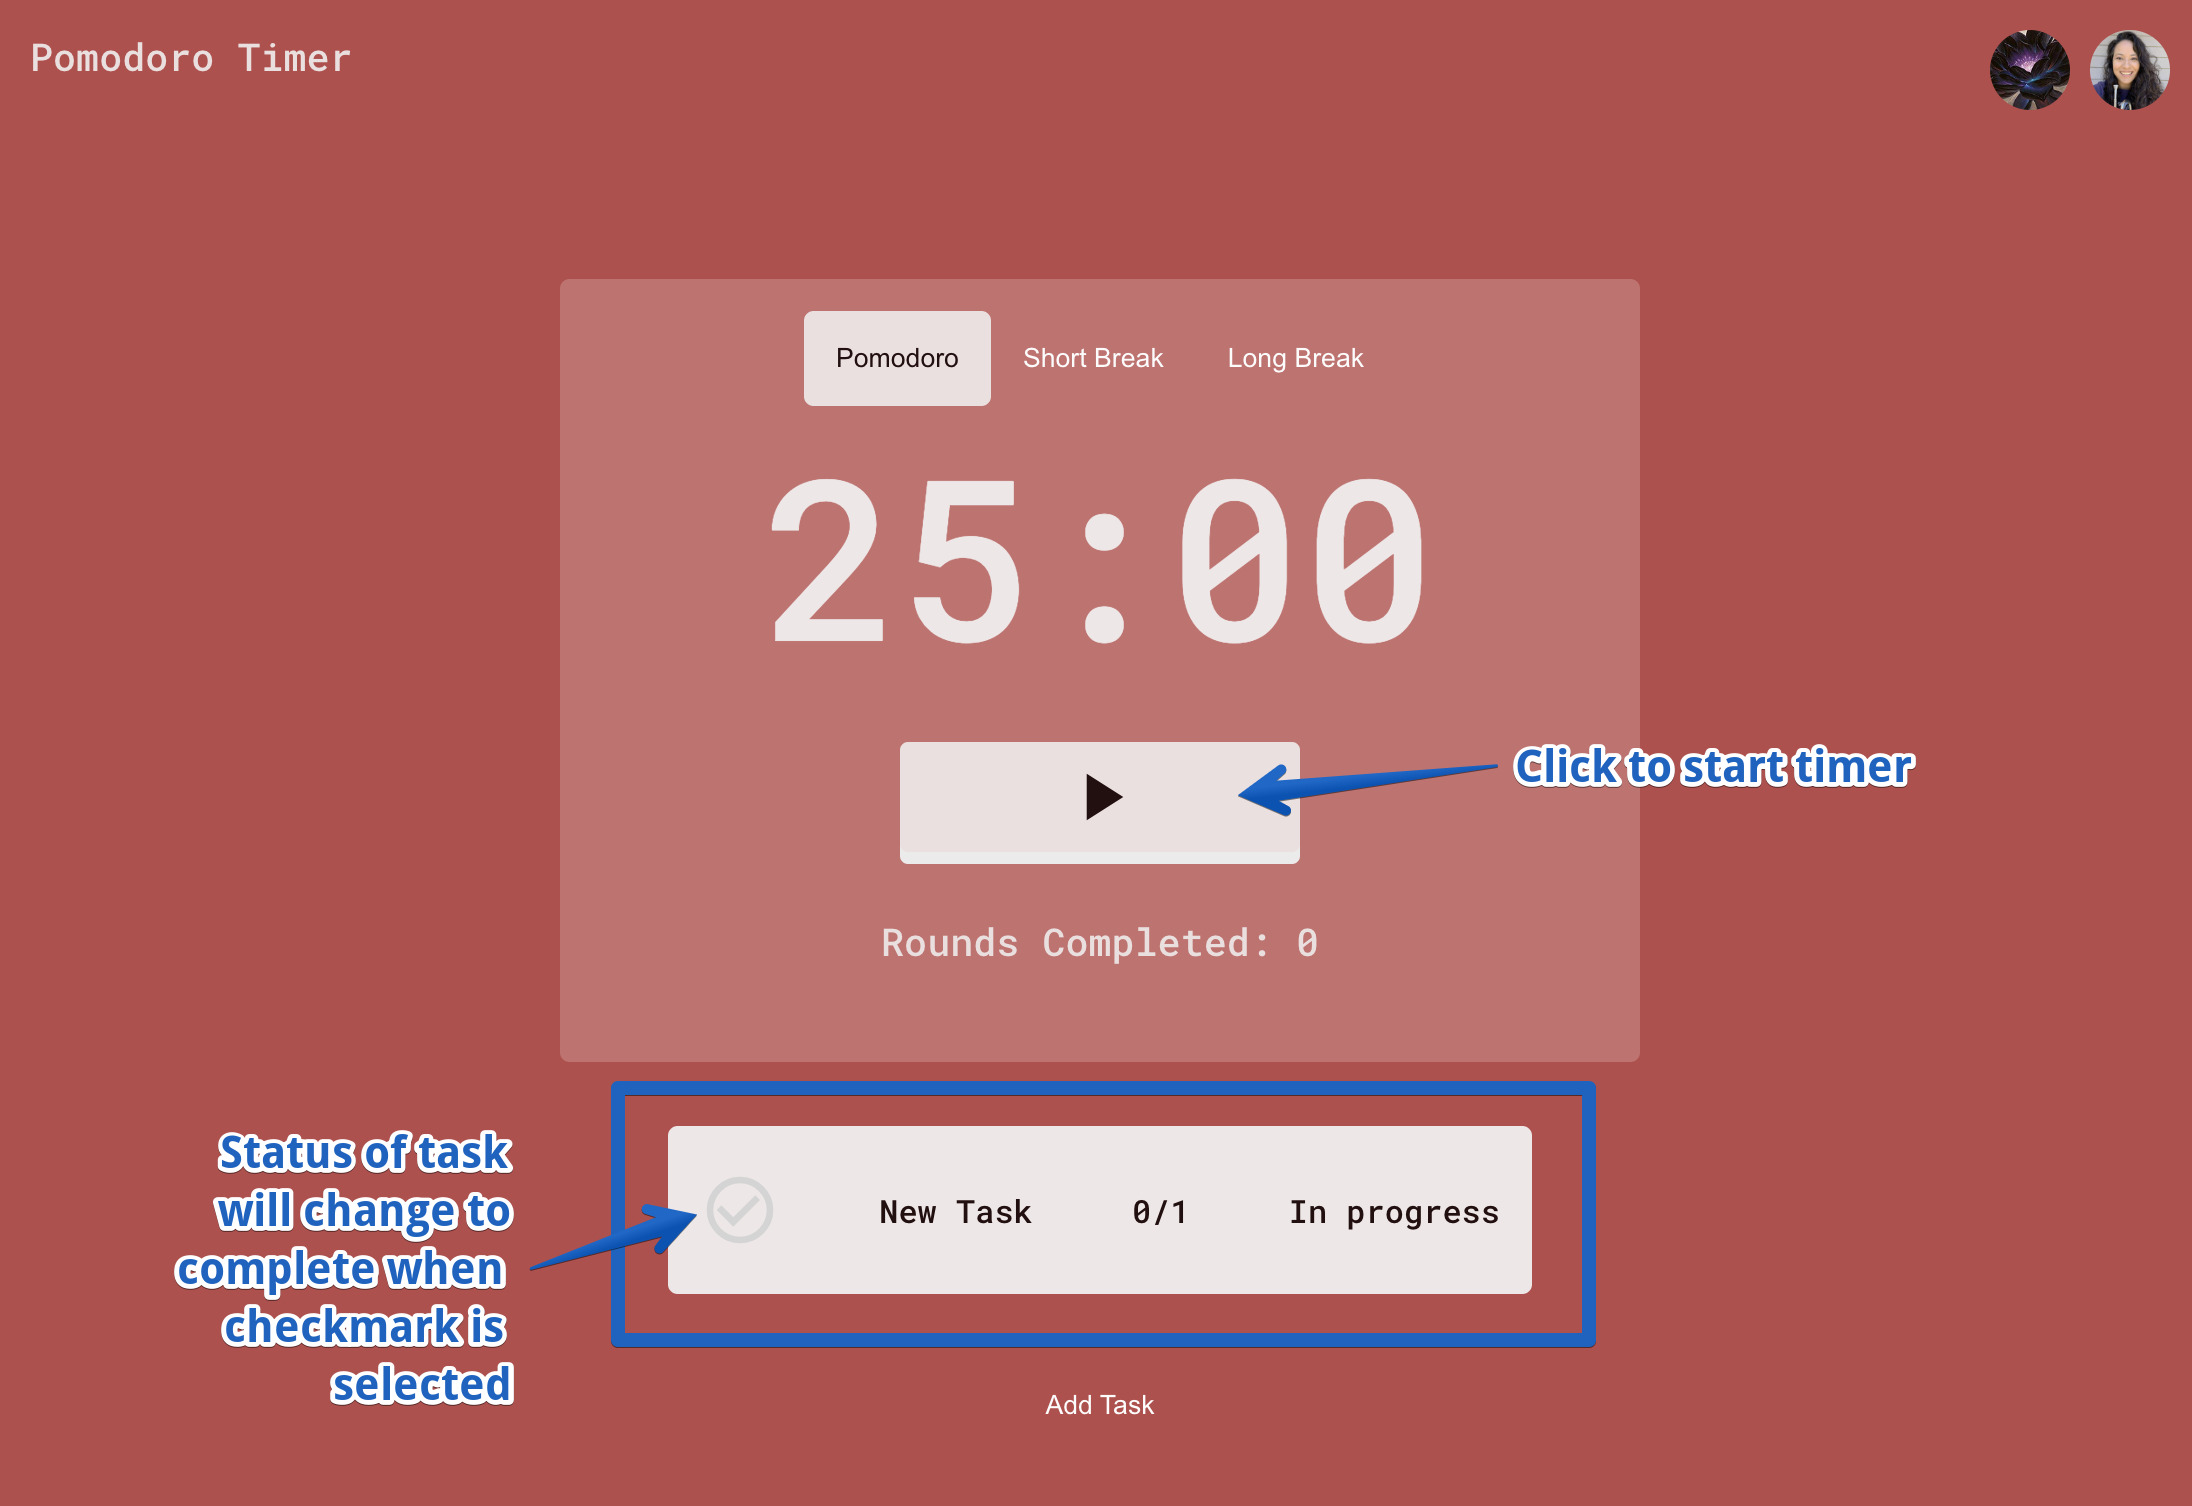 Pomodoro Timer
Pomodoro Short Break Long Break
25:00
Click to start timer
Rounds Completed: 0
Status of task
will change to
complete when
checkmark is
selected
New Task 0/1 In progress
Add Task